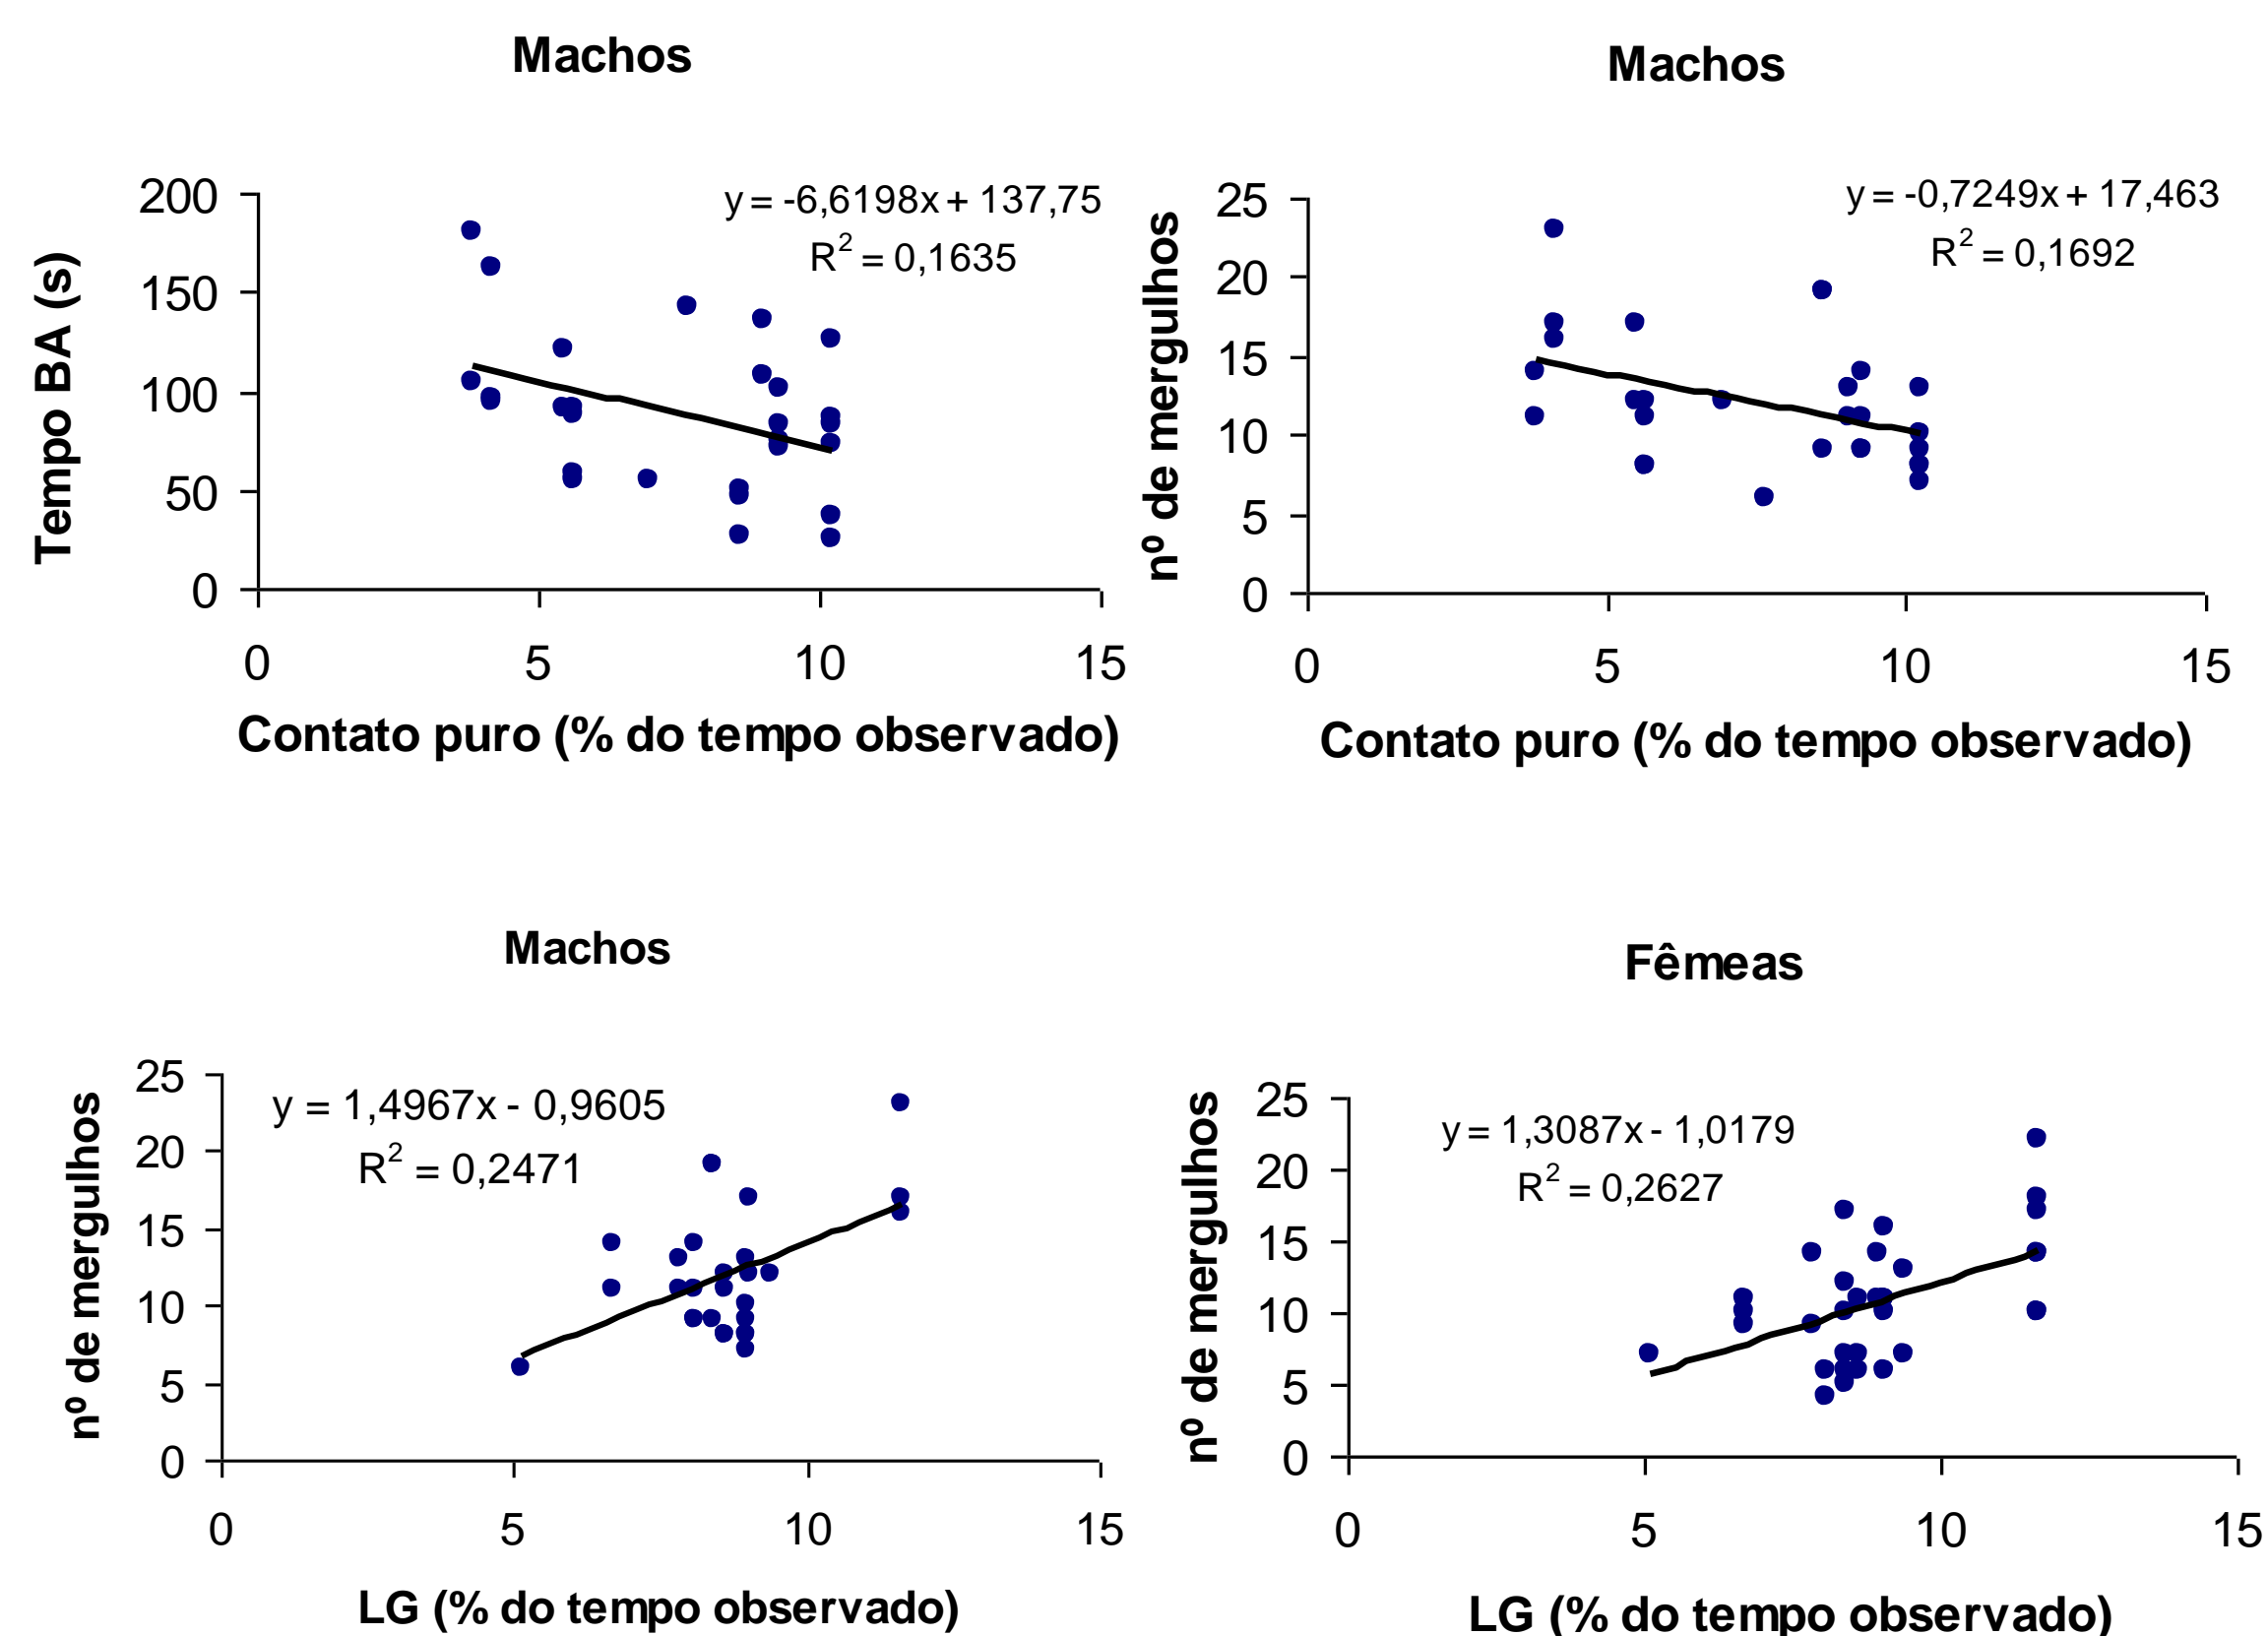 Machos
y = -6,6198x + 137,75
R2 = 0,1635
Tempo BA (s)
200
150
100
50
0
0 5 10 15
Contato puro (% do tempo observado)
Machos
y = -0,7249x + 17,463
R2 = 0,1692
nº de mergulhos
25
20
15
10
5
0
0 5 10 15
Contato puro (% do tempo observado)
Machos
y = 1,4967x - 0,9605
R2 = 0,2471
nº de mergulhos
25
20
15
10
5
0
0 5 10 15
LG (% do tempo observado)
Fêmeas
y = 1,3087x - 1,0179
R2 = 0,2627
nº de mergulhos
25
20
15
10
5
0
0 5 10 15
LG (% do tempo observado)